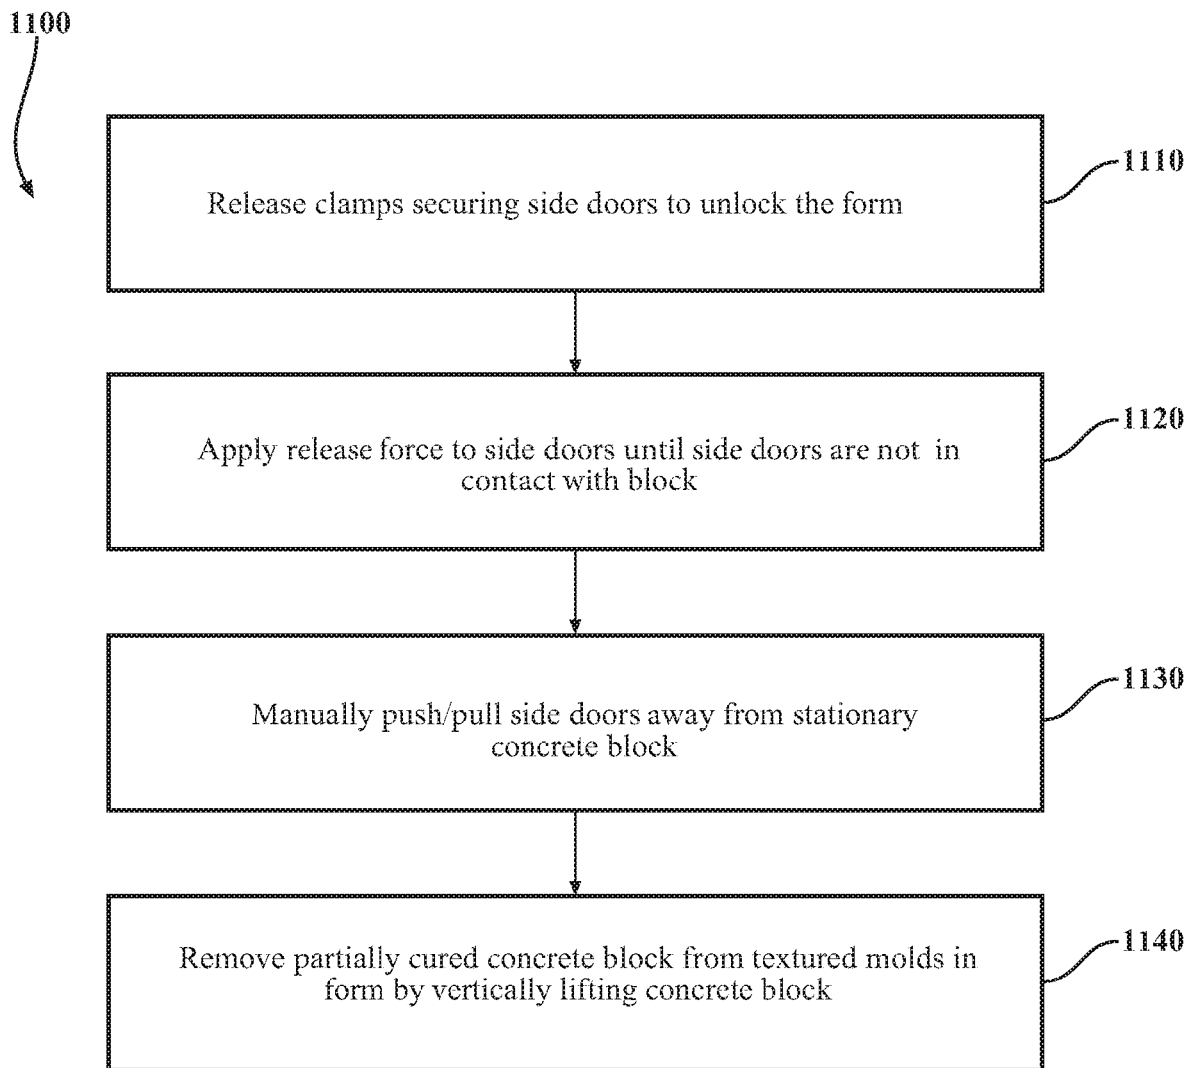 1100
Release clamps securing side doors to unlock the form
1110
Apply release force to side doors until side doors are not in
contact with block
1120
Manually push/pull side doors away from stationary
concrete block
1130
Remove partially cured concrete block from textured molds in
form by vertically lifting concrete block
1140